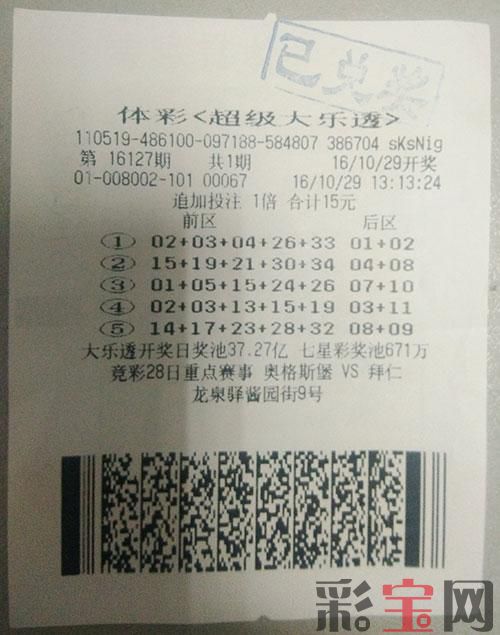 已兑奖
体彩<超级大乐透>
110519-486100-097188-584807 386704 sKsNig
第 16127期 共1期 16/10/29开奖
01-008002-101 00067 16/10/29 13:13:24
追加投注 1倍 合计15元
前区 后区
① 02+03+04+26+33 01+02
② 15+19+21+30+34 04+08
③ 01+05+15+24+26 07+10
④ 02+03+13+15+19 03+11
⑤ 14+17+23+28+32 08+09
大乐透开奖日奖池37.27亿 七星彩奖池671万
竞彩28日重点赛事 奥格斯堡 VS 拜仁
龙泉驿酱园街9号
彩宝网